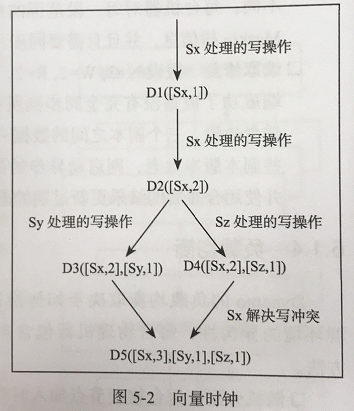 Sx 处理的写操作
D1([Sx,1])
Sx 处理的写操作
D2([Sx,2])
Sy 处理的写操作
Sz 处理的写操作
D3([Sx,2],[Sy,1])
D4([Sx,2],[Sz,1])
Sx 解决写冲突
D5([Sx,3],[Sy,1],[Sz,1])
图 5-2 向量时钟